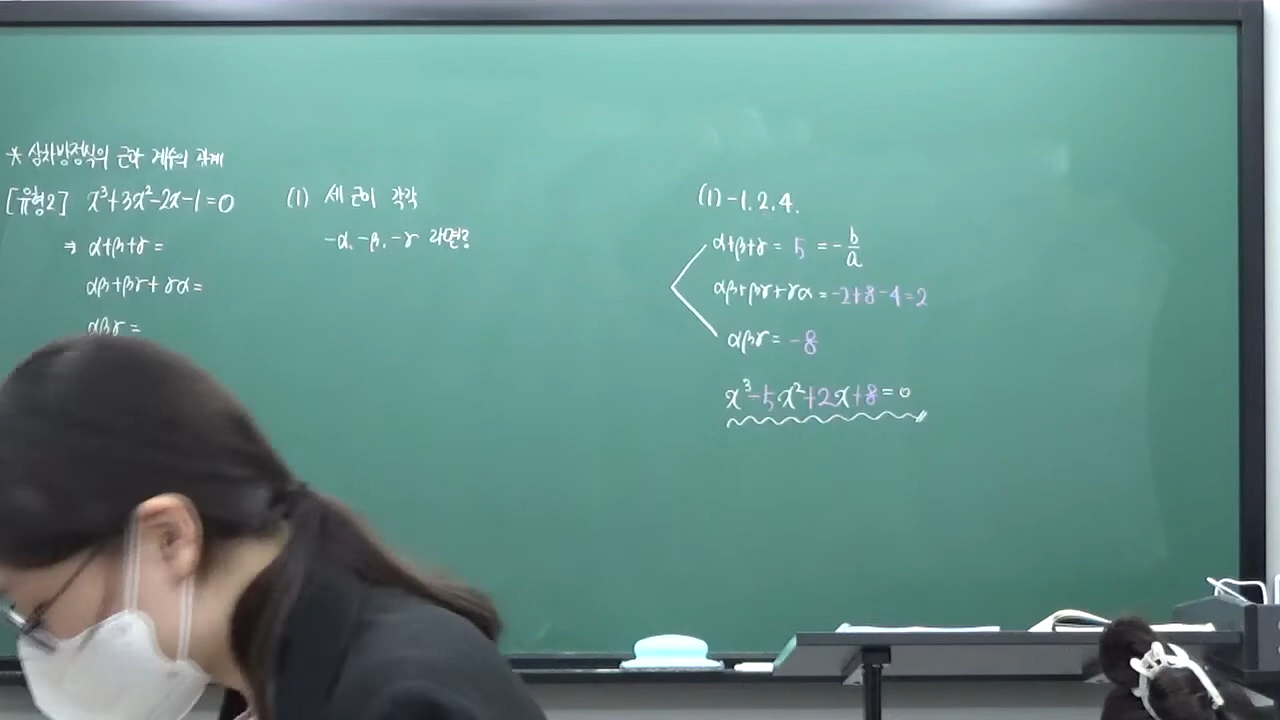 * 삼차방정식의 근과 계수의 관계
[유형2] x³+3x²-2x-1=0
⇒ α+β+γ=
αβ+βγ+γα=
αβγ=
(1) 세 근이 각각
-α, -β, -γ 라면?
(1) -1, 2, 4.
α+β+γ = 5 = -b/a
αβ+βγ+γα = -2+8-4=2
αβγ = -8
x³-5x²+2x+8=0